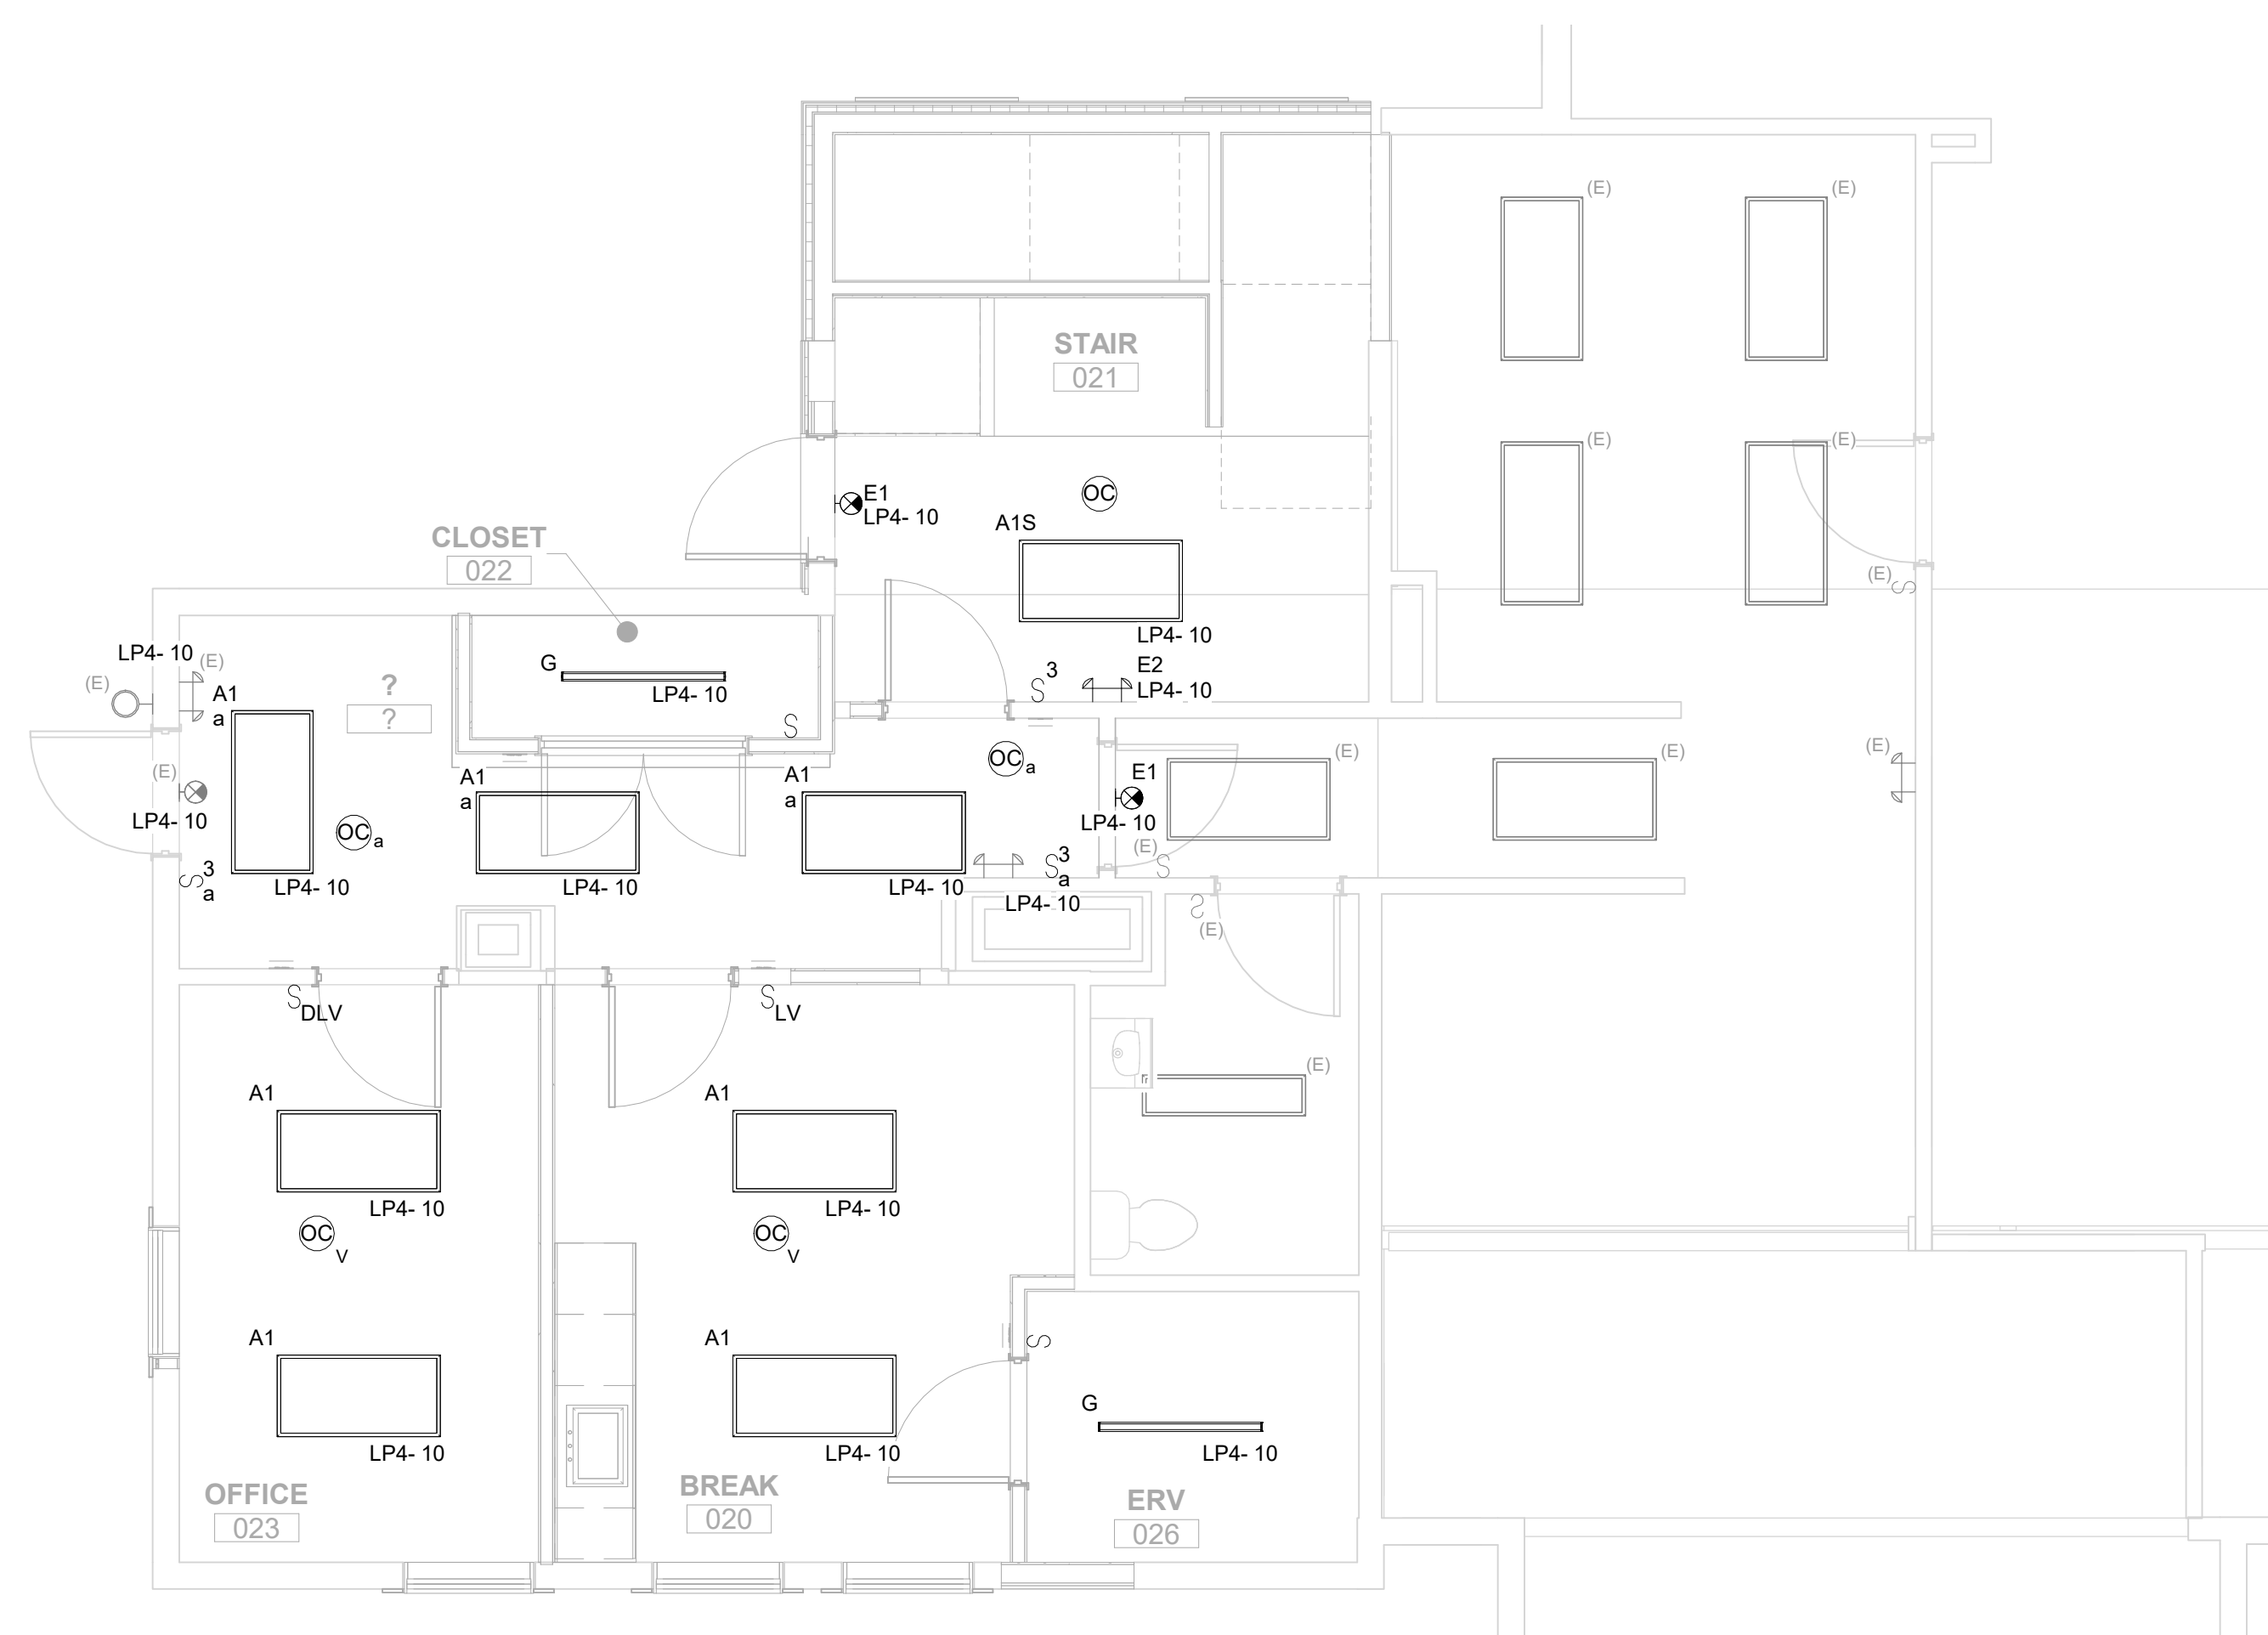 (E)
(E)
STAIR
021
(E)
(E)
OC
E1
LP4- 10
A1S
CLOSET
022
(E)
S
LP4- 10
LP4- 10
(E)
G
3
S
E2
LP4- 10
(E)
?
?
A1
a
LP4- 10
S
OC
a
(E)
(E)
(E)
A1
a
A1
a
E1
(E)
LP4- 10
LP4- 10
OC
a
(E)
S
3
a
S
3
a
S
LP4- 10
LP4- 10
LP4- 10
LP4- 10
S
(E)
S
DLV
S
LV
(E)
A1
A1
LP4- 10
LP4- 10
OC
V
OC
V
A1
A1
S
G
LP4- 10
LP4- 10
LP4- 10
OFFICE
023
BREAK
020
ERV
026